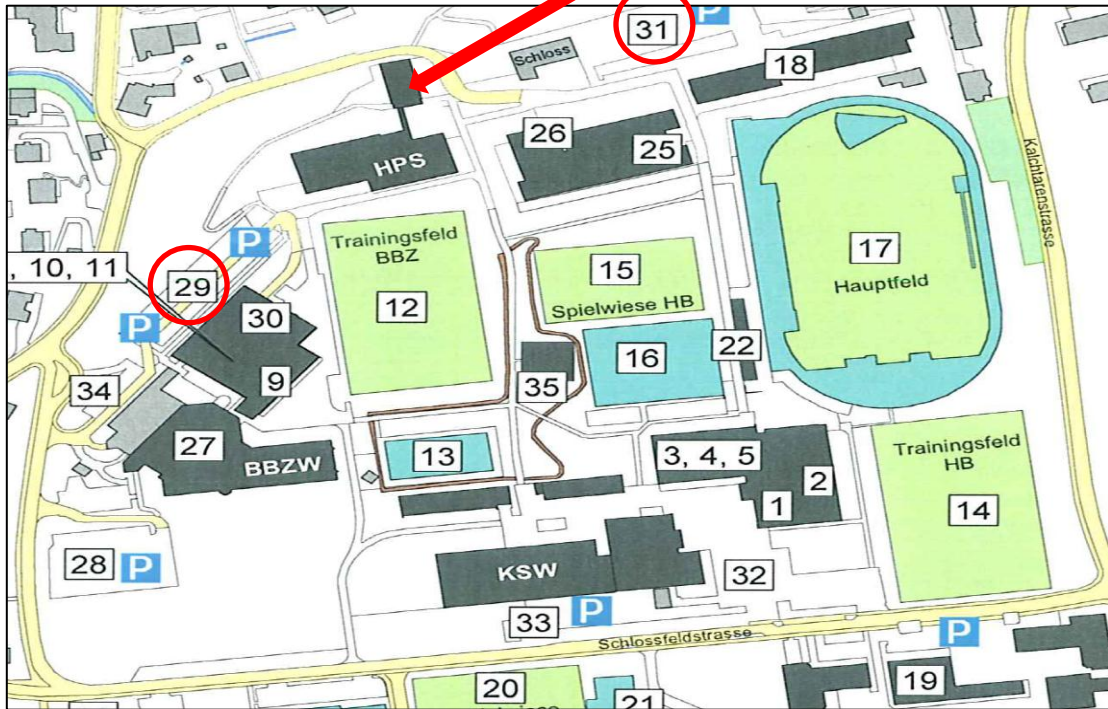 31
P
Schloss
18
26
25
HPS
Kalchtarenstrasse
Trainingsfeld
BBZ
12
15
Spielwiese HB
17
Hauptfeld
P
29
, 10, 11
30
P
9
16
22
35
34
27
BBZW
13
3, 4, 5
2
1
Trainingsfeld
HB
14
28
P
KSW
32
33
P
Schlossfeldstrasse
P
20
21
19